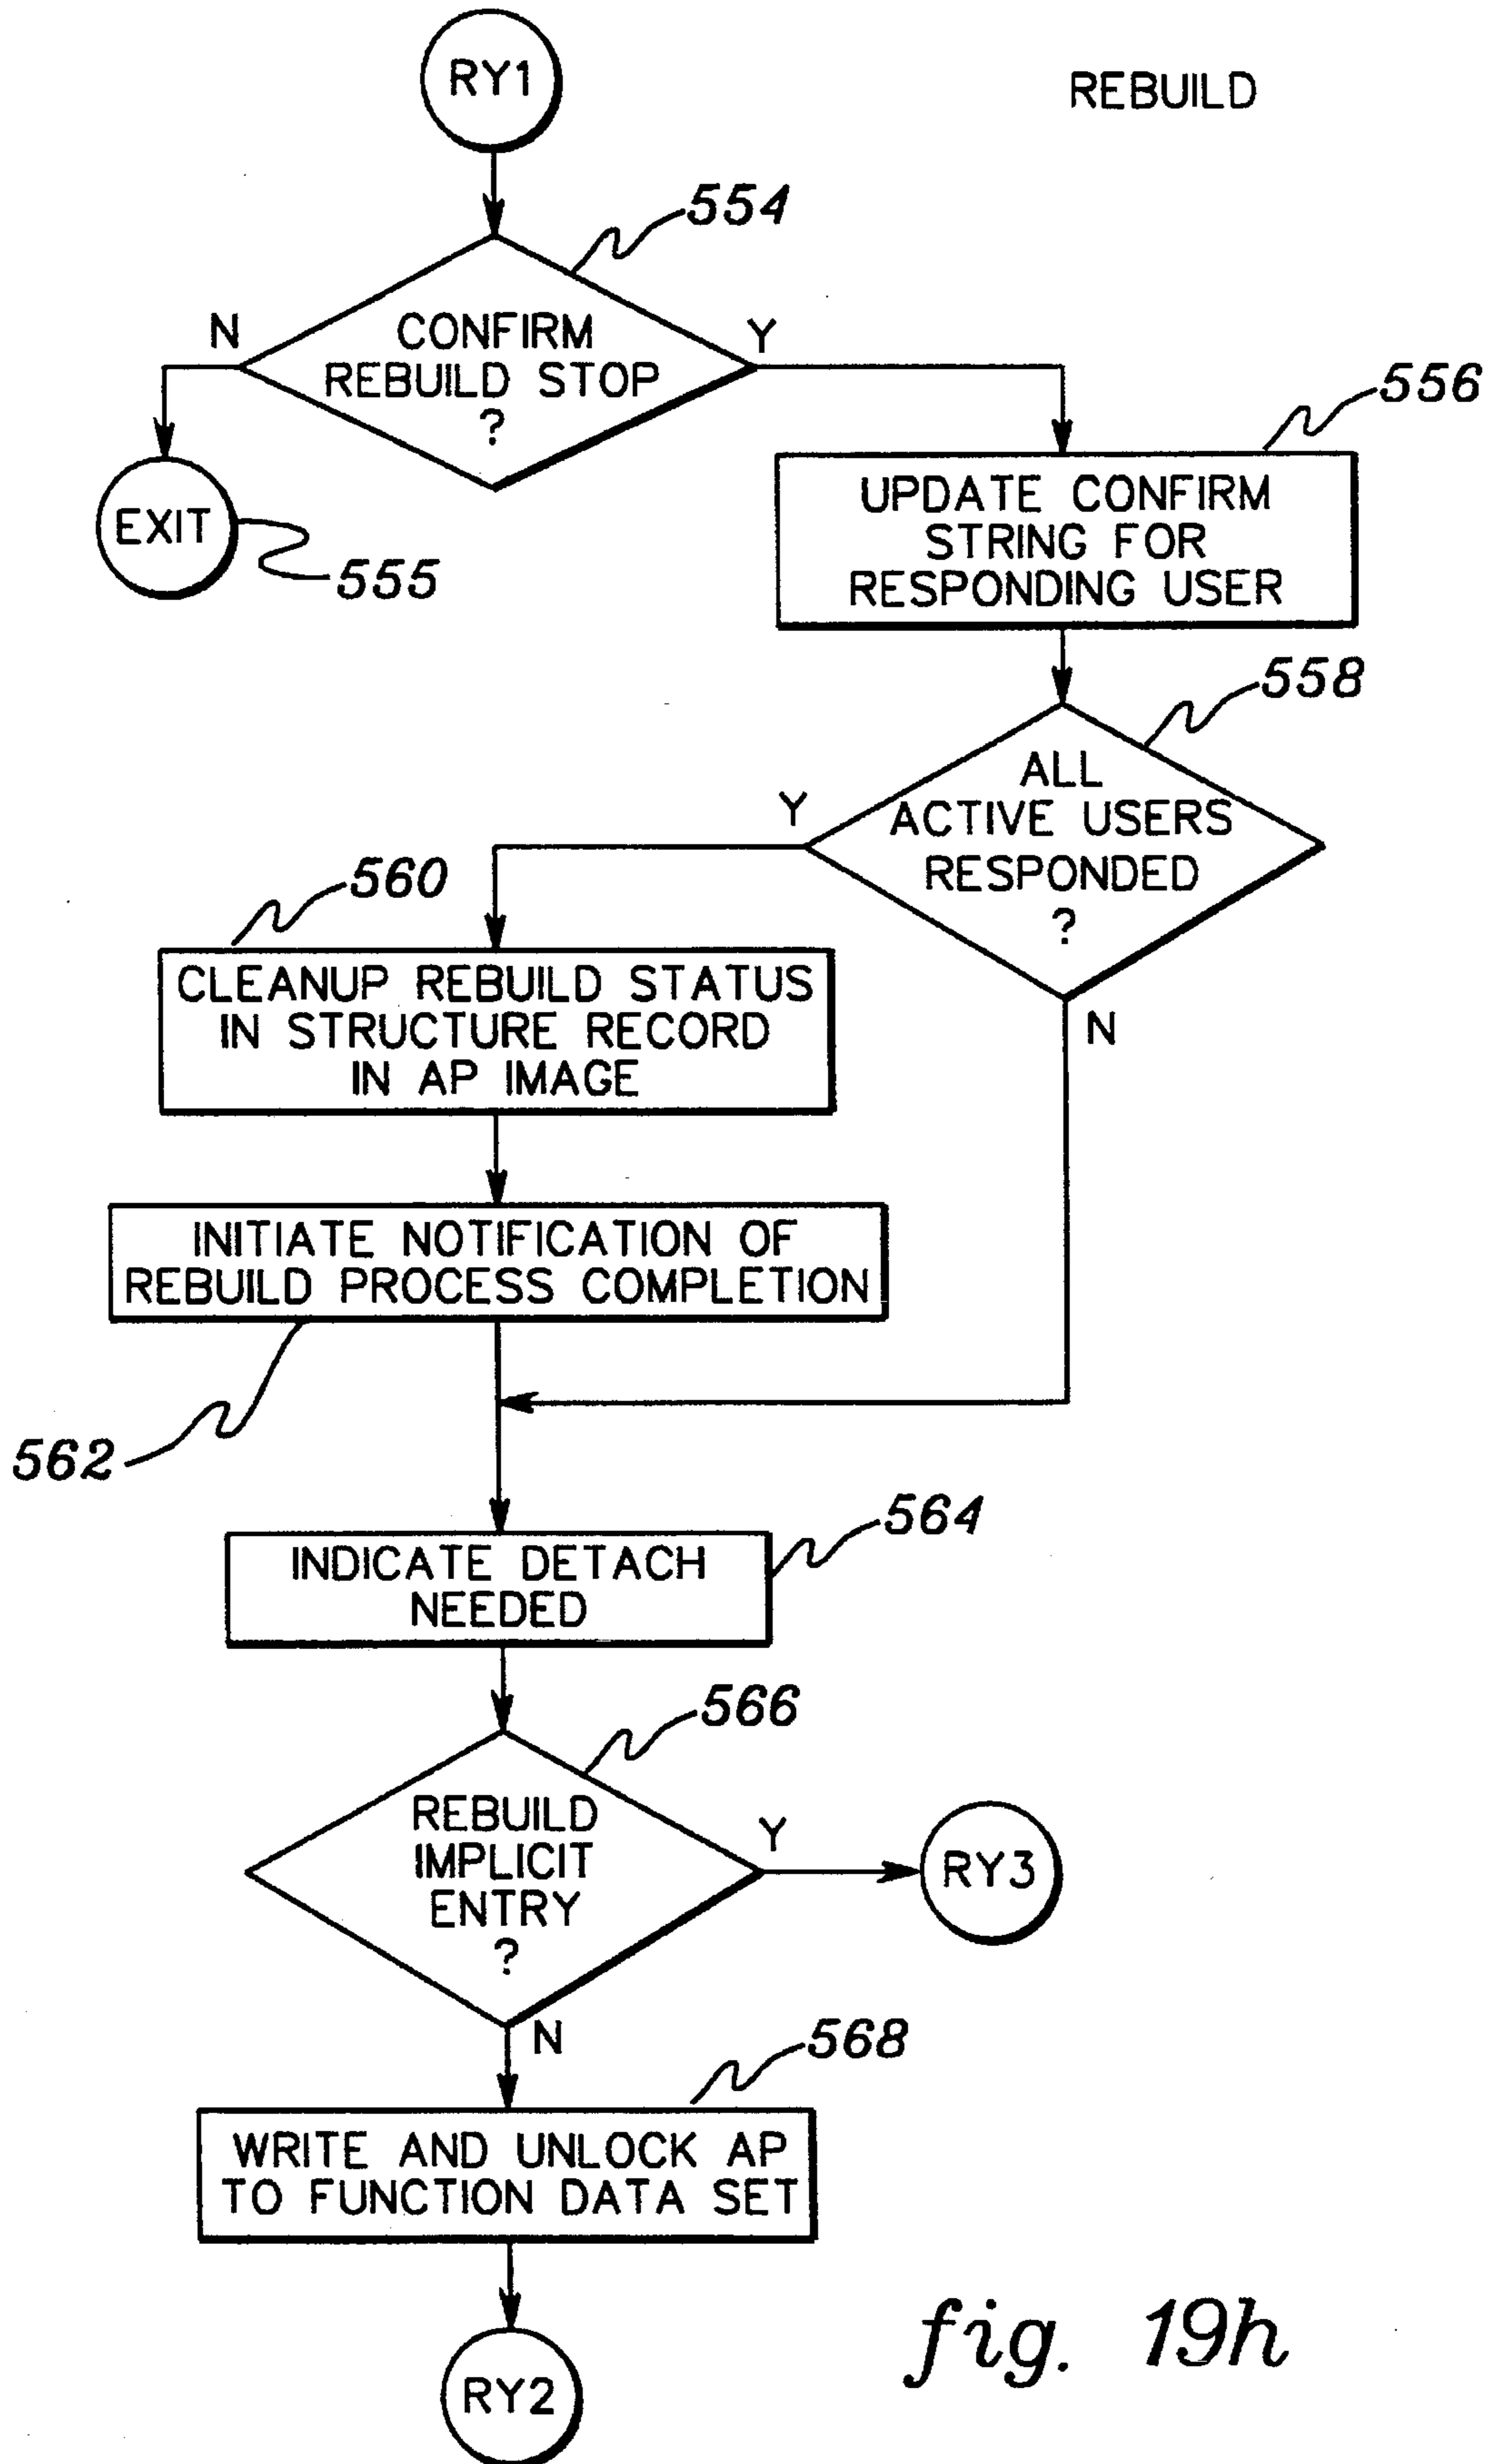 RY1
REBUILD
554
N
CONFIRM
REBUILD STOP
?
Y
556
EXIT
555
UPDATE CONFIRM
STRING FOR
RESPONDING USER
558
ALL
ACTIVE USERS
RESPONDED
?
Y
N
560
CLEANUP REBUILD STATUS
IN STRUCTURE RECORD
IN AP IMAGE
INITIATE NOTIFICATION OF
REBUILD PROCESS COMPLETION
562
564
INDICATE DETACH
NEEDED
566
REBUILD
IMPLICIT
ENTRY
?
Y
RY3
N
568
WRITE AND UNLOCK AP
TO FUNCTION DATA SET
RY2
fig. 19h